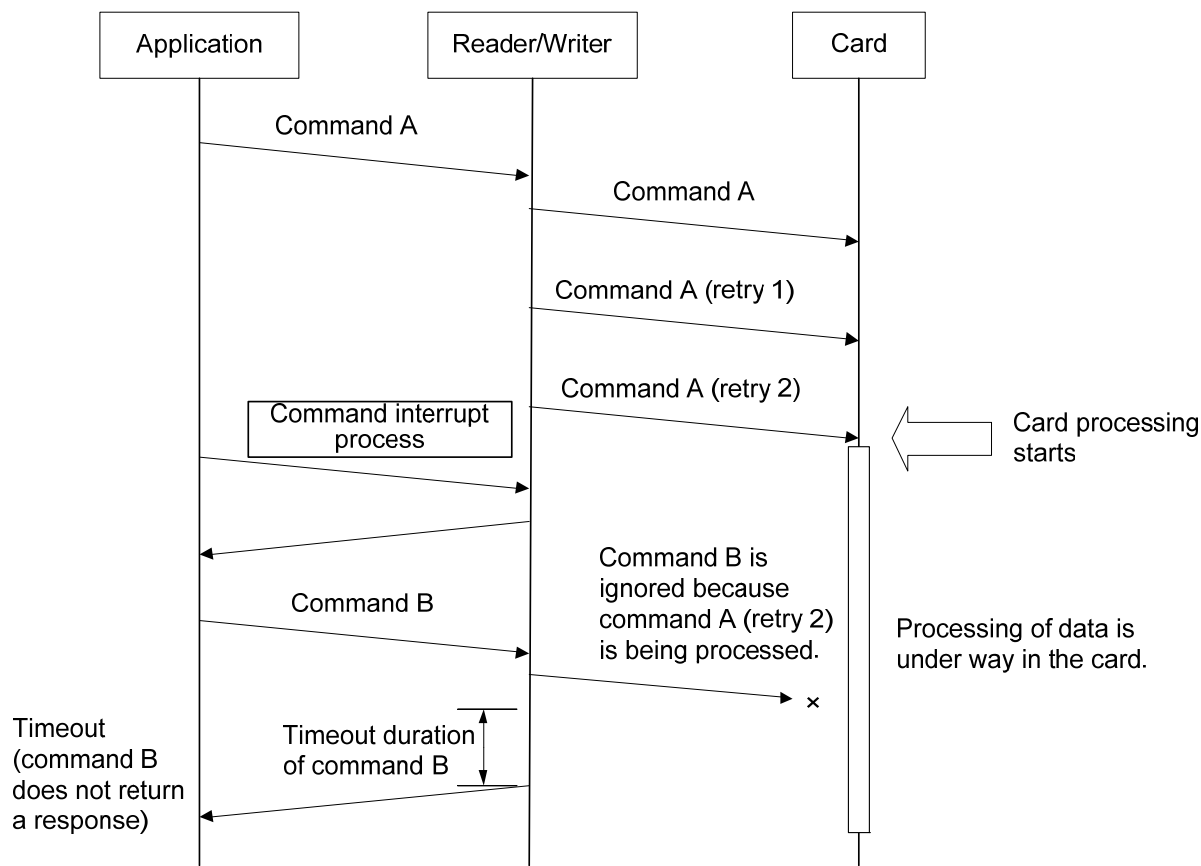 Application
Reader/Writer
Card
Command A
Command A
Command A (retry 1)
Command A (retry 2)
Command interrupt
process
Card processing
starts
Command B is
ignored because
command A (retry 2)
is being processed.
Command B
Processing of data is
under way in the card.
×
Timeout
(command B
does not return
a response)
Timeout duration
of command B